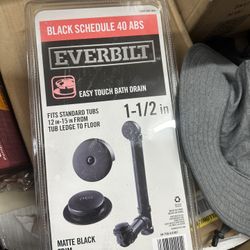 BLACK SCHEDULE 40 ABS
EVERBILT
EASY TOUCH BATH DRAIN
FITS STANDARD TUBS
12 in-15 in FROM
TUB LEDGE TO FLOOR
1-1/2 in
MATTE BLACK
TRIM